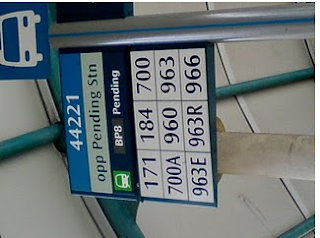 44221
opp Pending Stn
BP8 Pending
171 184 700
700A 960 963
963E 963R 966